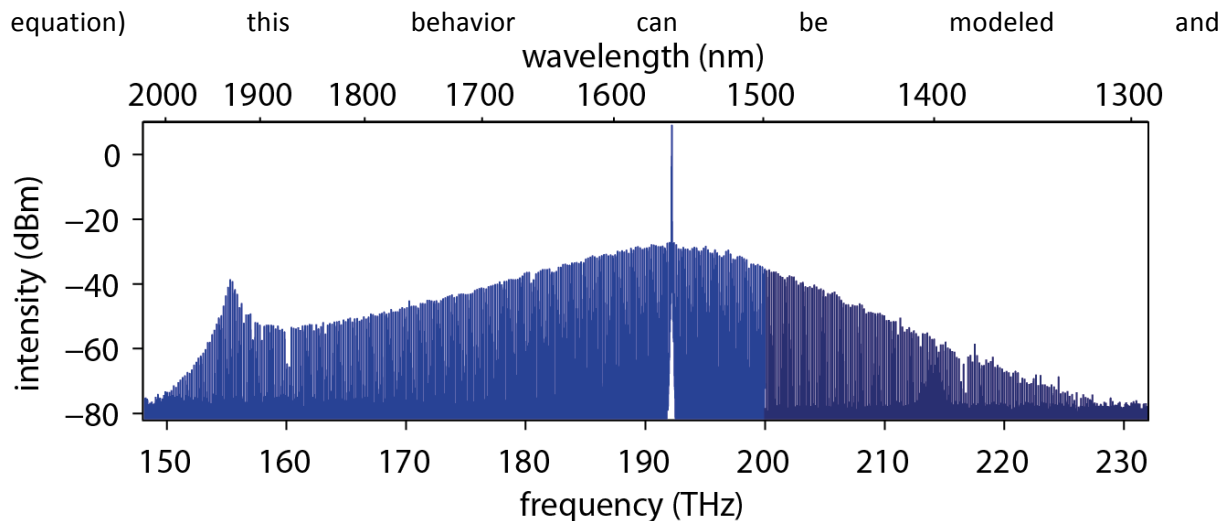 equation) this behavior can be modeled and
wavelength (nm)
2000 1900 1800 1700 1600 1500 1400 1300
0
−20
−40
−60
−80
intensity (dBm)
150 160 170 180 190 200 210 220 230
frequency (THz)